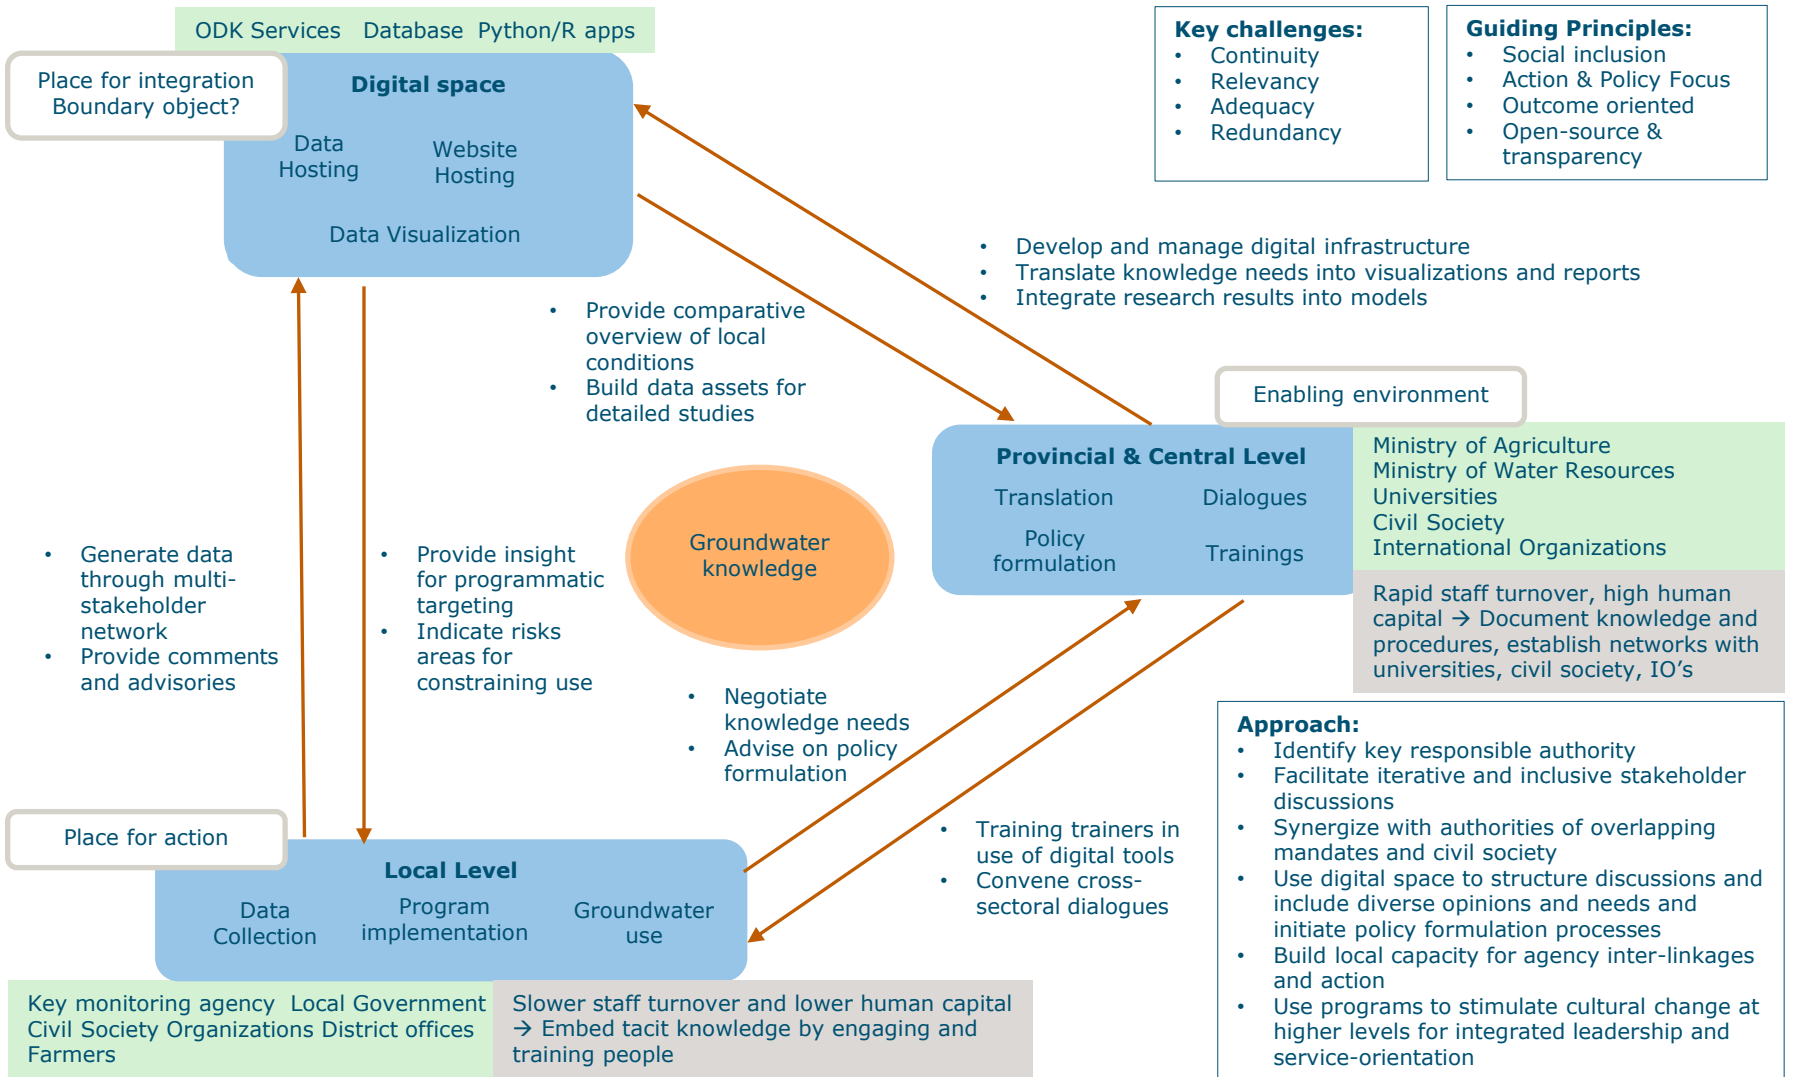 ODK Services Database Python/R apps
Place for integration
Boundary object?
Digital space
Data
Hosting
Website
Hosting
Data Visualization
Key challenges:
• Continuity
• Relevancy
• Adequacy
• Redundancy
Guiding Principles:
• Social inclusion
• Action & Policy Focus
• Outcome oriented
• Open-source &
transparency
• Develop and manage digital infrastructure
• Translate knowledge needs into visualizations and reports
• Integrate research results into models
• Provide comparative
overview of local
conditions
• Build data assets for
detailed studies
Enabling environment
Provincial & Central Level
Translation
Dialogues
Policy
formulation
Trainings
Ministry of Agriculture
Ministry of Water Resources
Universities
Civil Society
International Organizations
Rapid staff turnover, high human
capital → Document knowledge and
procedures, establish networks with
universities, civil society, IO's
Groundwater
knowledge
• Generate data
through multi-
stakeholder
network
• Provide comments
and advisories
• Provide insight
for programmatic
targeting
• Indicate risks
areas for
constraining use
• Negotiate
knowledge needs
• Advise on policy
formulation
• Training trainers in
use of digital tools
• Convene cross-
sectoral dialogues
Approach:
• Identify key responsible authority
• Facilitate iterative and inclusive stakeholder
discussions
• Synergize with authorities of overlapping
mandates and civil society
• Use digital space to structure discussions and
include diverse opinions and needs and
initiate policy formulation processes
• Build local capacity for agency inter-linkages
and action
• Use programs to stimulate cultural change at
higher levels for integrated leadership and
service-orientation
Place for action
Local Level
Data
Collection
Program
implementation
Groundwater
use
Key monitoring agency Local Government
Civil Society Organizations District offices
Farmers
Slower staff turnover and lower human capital
→ Embed tacit knowledge by engaging and
training people